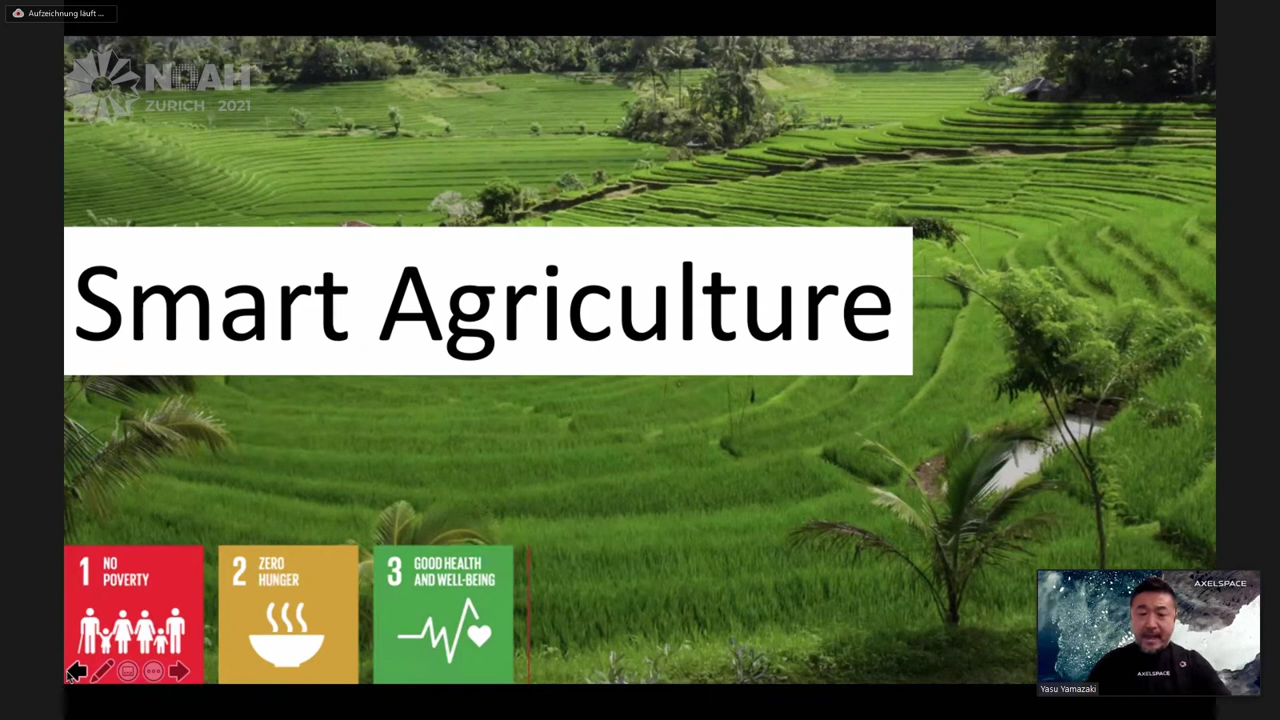 Aufzeichnung läuft ...
NOAH
ZURICH 2021
Smart Agriculture
1 NO
POVERTY
2 ZERO
HUNGER
3 GOOD HEALTH
AND WELL-BEING
AXELSPACE
AXELSPACE
Yasu Yamazaki